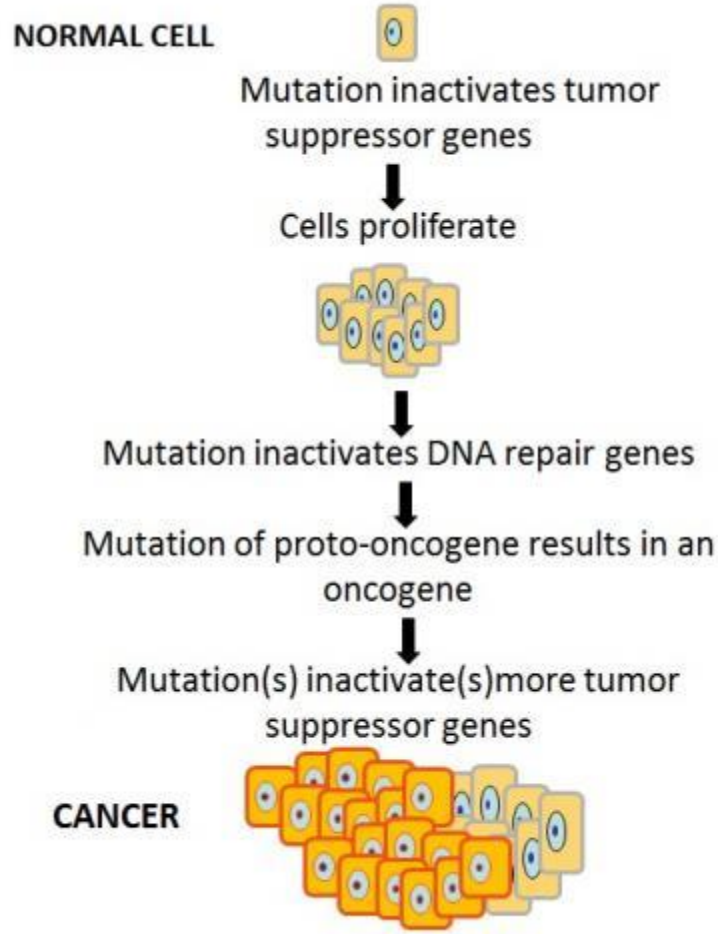 NORMAL CELL
Mutation inactivates tumor
suppressor genes
Cells proliferate
Mutation inactivates DNA repair genes
Mutation of proto-oncogene results in an
oncogene
Mutation(s) inactivate(s)more tumor
suppressor genes
CANCER